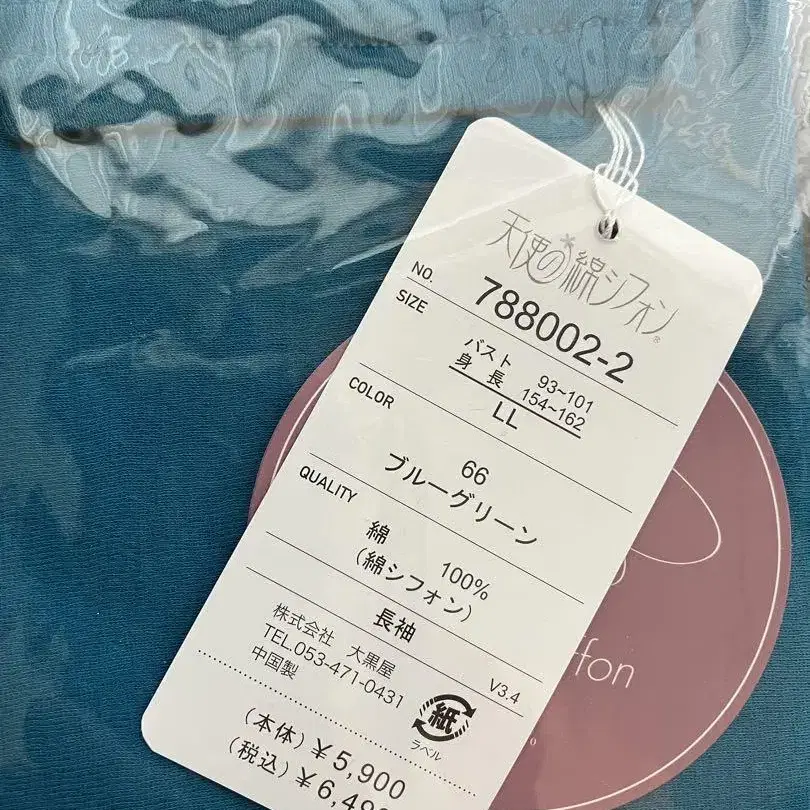 天使の綿シフォン®
NO. 788002-2
SIZE バスト 93~101
身長 154~162
LL
COLOR 66
ブルーグリーン
QUALITY 綿 100%
(綿シフォン)
長袖
株式会社 大黒屋
TEL.053-471-0431
中国製
V3.4
紙
ラベル
(本体) ¥5,900
(税込) ¥6,49
ffon